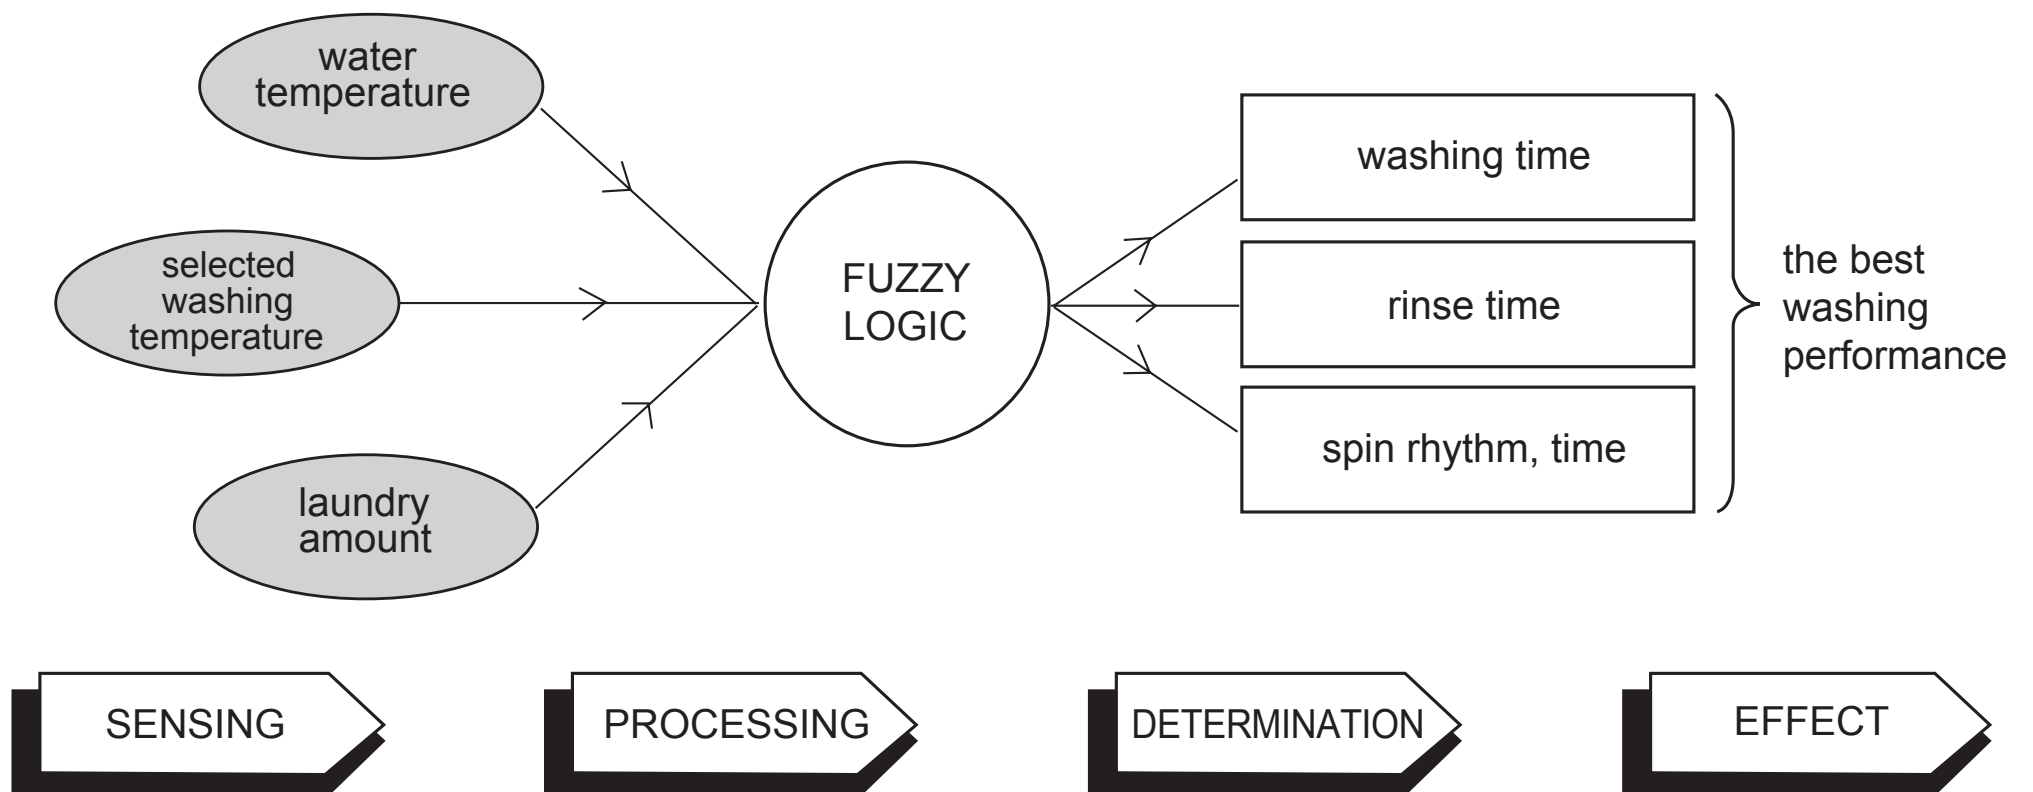 water
temperature
selected
washing
temperature
laundry
amount
FUZZY
LOGIC
washing time
rinse time
spin rhythm, time
the best
washing
performance
SENSING
PROCESSING
DETERMINATION
EFFECT